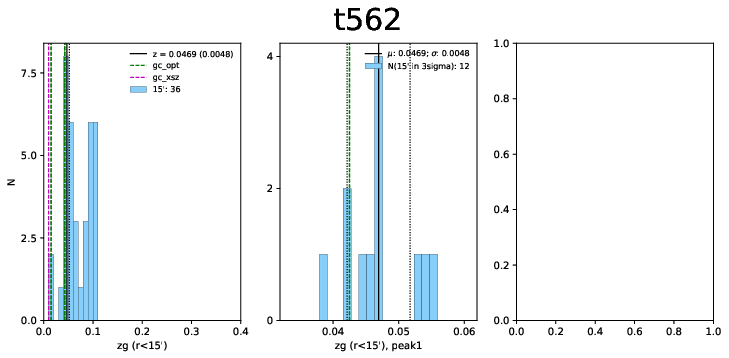 t562
z = 0.0469 (0.0048)
gc_opt
gc_xsz
15': 36
N
7.5
5.0
2.5
0.0
0.0 0.1 0.2 0.3 0.4
zg (r<15')
μ: 0.0469; σ: 0.0048
N(15' in 3sigma): 12
4
2
0
0.04 0.05 0.06
zg (r<15'), peak1
1.0
0.8
0.6
0.4
0.2
0.0
0.0 0.2 0.4 0.6 0.8 1.0